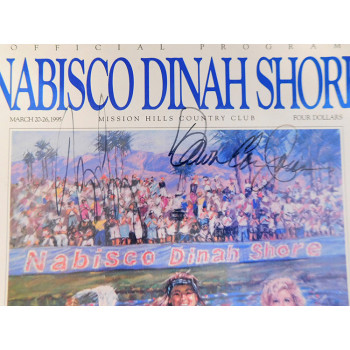 OFFICIAL PROGRAM
NABISCO DINAH SHORE
MARCH 20-26, 1995 MISSION HILLS COUNTRY CLUB FOUR DOLLARS
Nabisco Dinah Shore